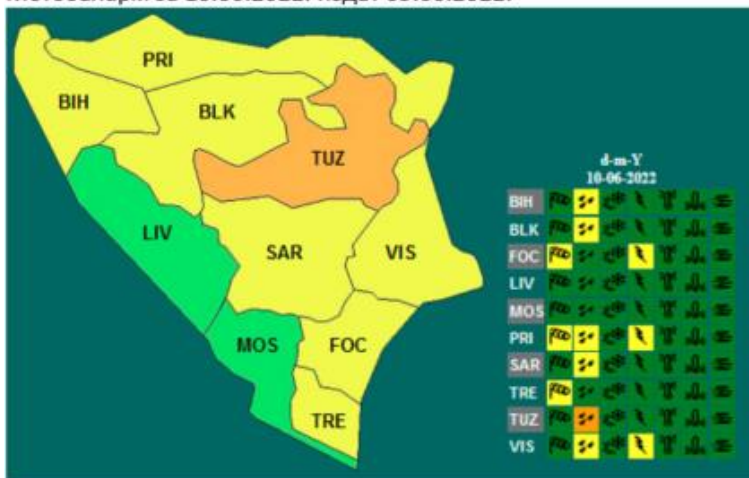 PRI
BIH
BLK
TUZ
LIV
SAR
VIS
MOS
FOC
TRE
d-m-Y
10-06-2022
BIH
BLK
FOC
LIV
MOS
PRI
SAR
TRE
TUZ
VIS